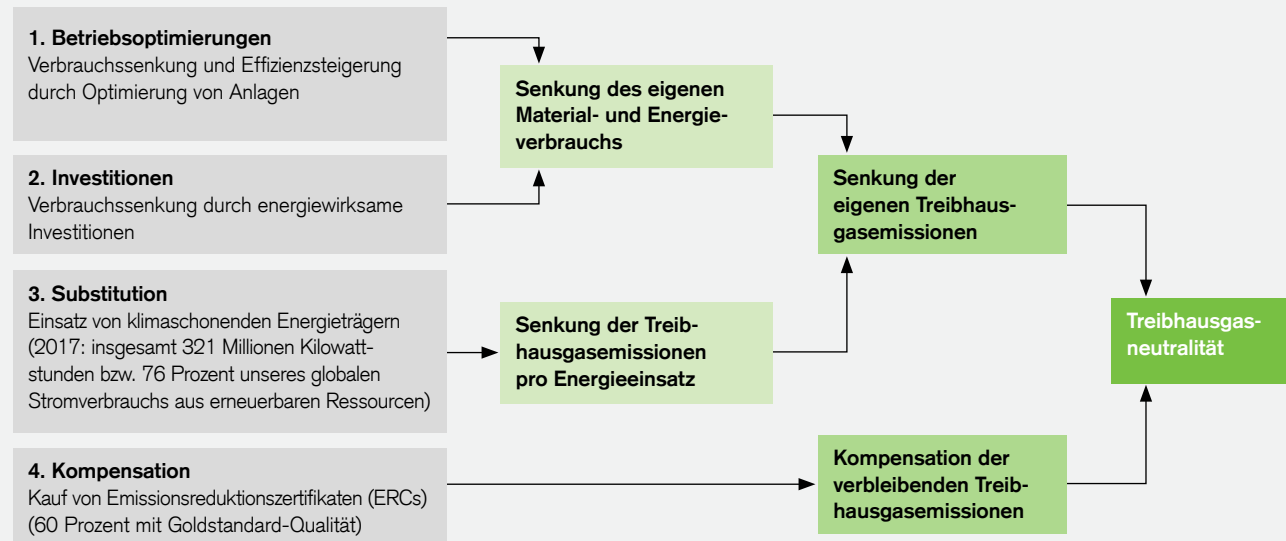 1. Betriebsoptimierungen
Verbrauchssenkung und Effizienzsteigerung
durch Optimierung von Anlagen
2. Investitionen
Verbrauchssenkung durch energiewirksame
Investitionen
3. Substitution
Einsatz von klimaschonenden Energieträgern
(2017: insgesamt 321 Millionen Kilowatt-
stunden bzw. 76 Prozent unseres globalen
Stromverbrauchs aus erneuerbaren Ressourcen)
4. Kompensation
Kauf von Emissionsreduktionszertifikaten (ERCs)
(60 Prozent mit Goldstandard-Qualität)
Senkung des eigenen
Material- und Energie-
verbrauchs
Senkung der Treib-
hausgasemissionen
pro Energieeinsatz
Senkung der
eigenen Treibhaus-
gasemissionen
Kompensation der
verbleibenden Treib-
hausgasemissionen
Treibhausgas-
neutralität